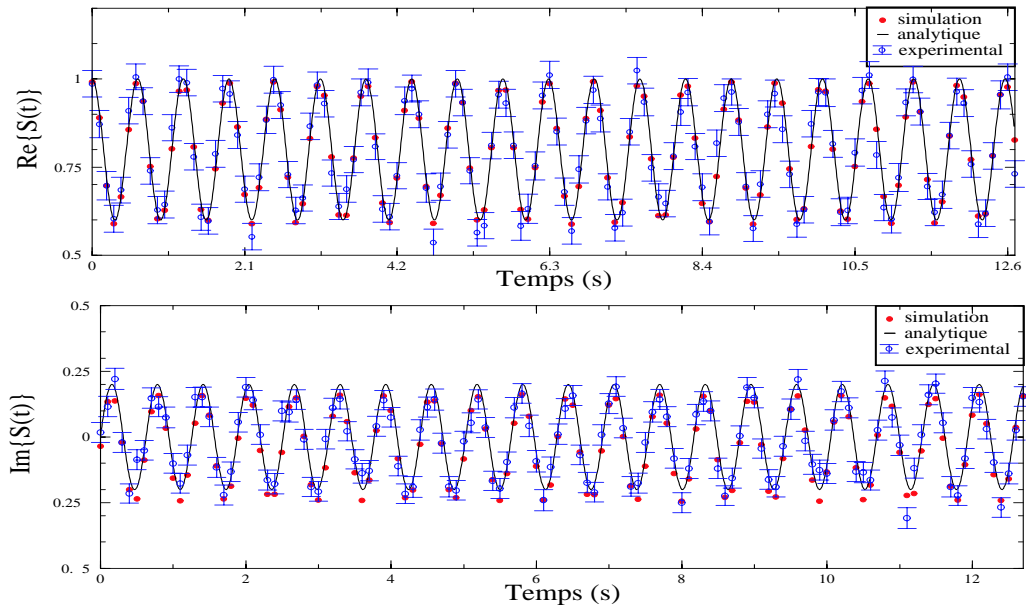 Re{S(t)}
1
0.75
0.5
simulation
analytique
experimental
0 2.1 4.2 6.3 8.4 10.5 12.6
Temps (s)
Im{S(t)}
0.5
0.25
0
0.25
0. 5
simulation
analytique
experimental
0 2 4 6 8 10 12
Temps (s)